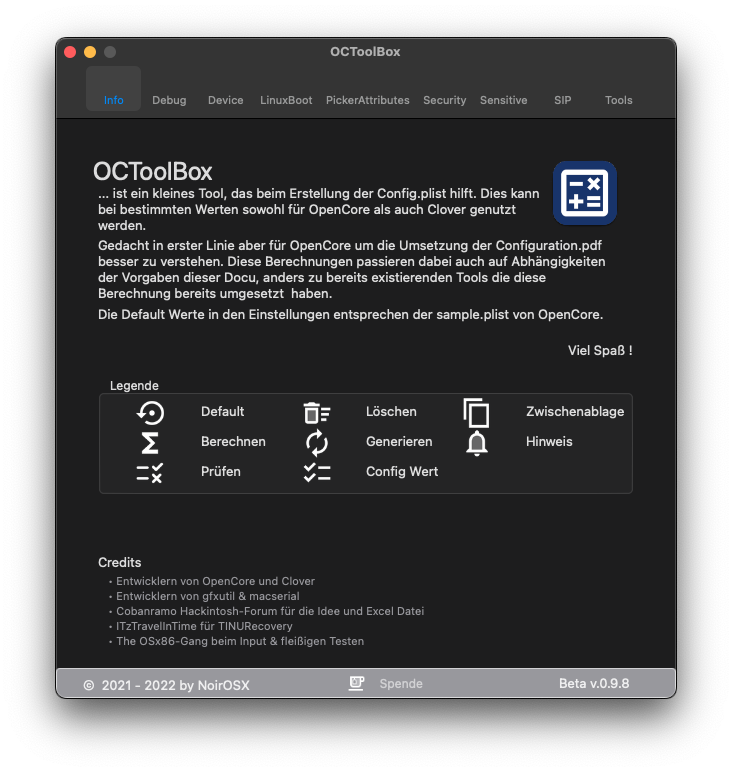 OCToolBox
Info Debug Device LinuxBoot PickerAttributes Security Sensitive SIP Tools
OCToolBox
... ist ein kleines Tool, das beim Erstellung der Config.plist hilft. Dies kann
bei bestimmten Werten sowohl für OpenCore als auch Clover genutzt
werden.
Gedacht in erster Linie aber für OpenCore um die Umsetzung der Configuration.pdf
besser zu verstehen. Diese Berechnungen passieren dabei auch auf Abhängigkeiten
der Vorgaben dieser Docu, anders zu bereits existierenden Tools die diese
Berechnung bereits umgesetzt haben.
Die Default Werte in den Einstellungen entsprechen der sample.plist von OpenCore.
Viel Spaß !
Legende
Default Löschen Zwischenablage
Berechnen Generieren Hinweis
Prüfen Config Wert
Credits
• Entwicklern von OpenCore und Clover
• Entwicklern von gfxutil & macserial
• Cobanramo Hackintosh-Forum für die Idee und Excel Datei
• ITzTravelInTime für TINURecovery
• The OSx86-Gang beim Input & fleißigen Testen
© 2021 - 2022 by NoirOSX Spende Beta v.0.9.8